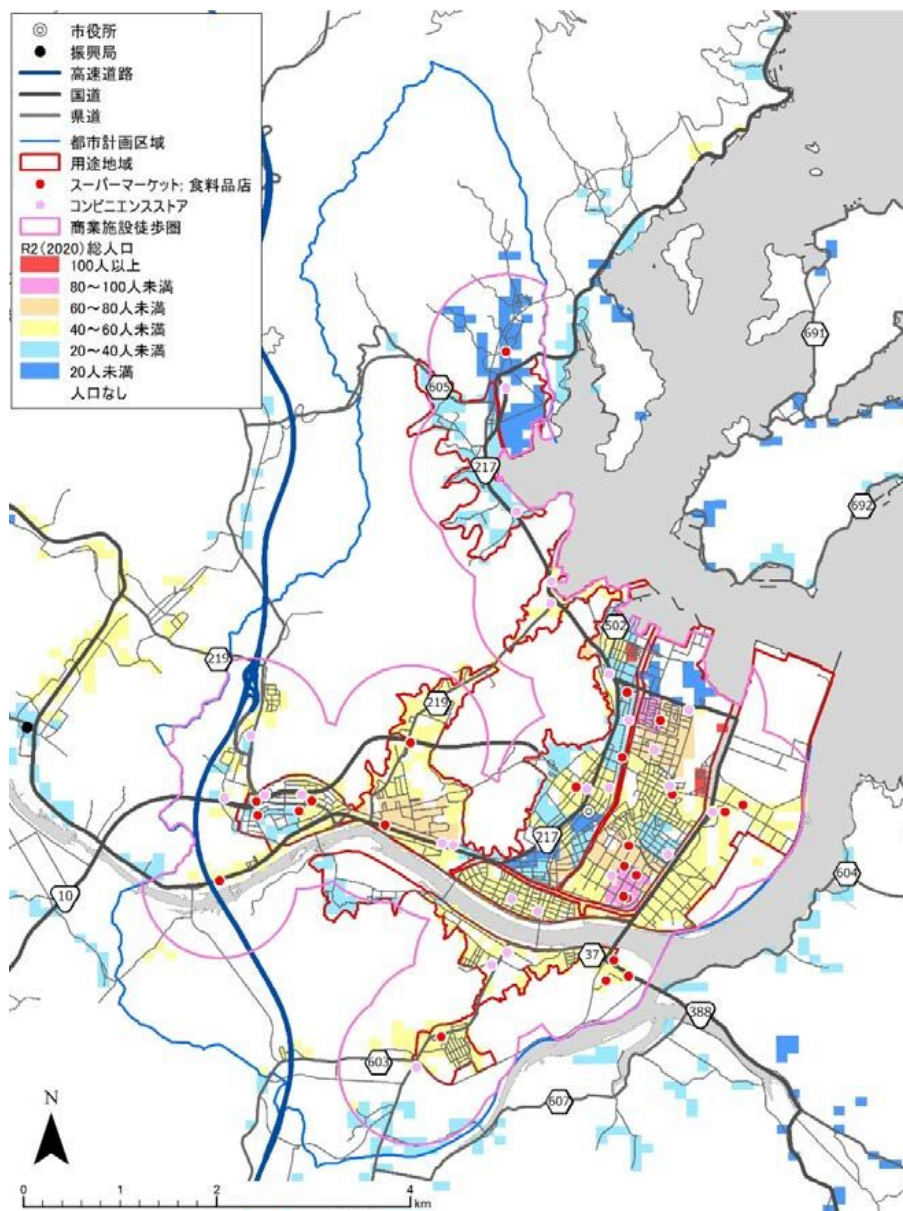 市役所
振興局
高速道路
国道
県道
都市計画区域
用途地域
スーパーマーケット; 食料品店
コンビニエンスストア
商業施設徒歩圏
R2(2020)総人口
100人以上
80～100人未満
60～80人未満
40～60人未満
20～40人未満
20人未満
人口なし
691
605
217
692
502
219
219
217
604
10
37
388
603
607
N
0 1 2 4
km